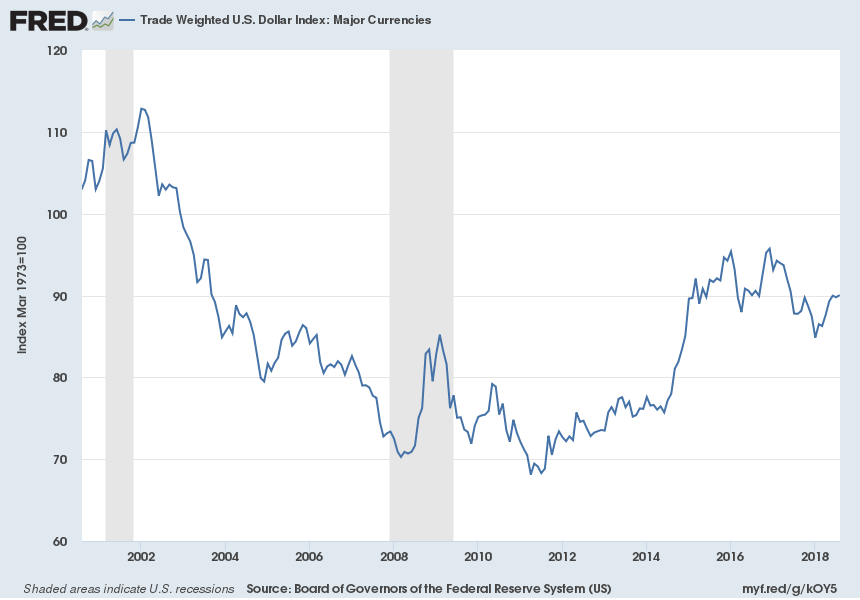 FRED
Trade Weighted U.S. Dollar Index: Major Currencies
120
110
100
90
80
70
60
Index Mar 1973=100
2002 2004 2006 2008 2010 2012 2014 2016 2018
Shaded areas indicate U.S. recessions Source: Board of Governors of the Federal Reserve System (US) myf.red/g/kOY5